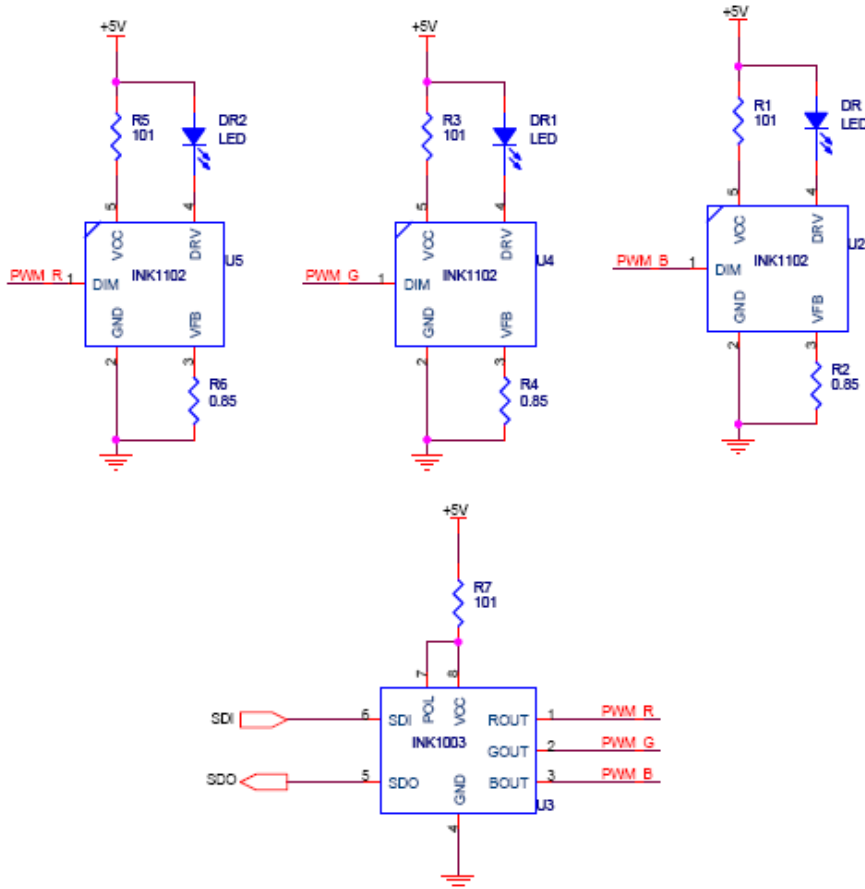 +5V
R5
101
DR2
LED
5
4
VCC
DRV
U5
PWM_R
1
DIM
INK1102
GND
VFB
2
3
R6
0.85
+5V
R3
101
DR1
LED
5
4
VCC
DRV
U4
PWM_G
1
DIM
INK1102
GND
VFB
2
3
R4
0.85
+5V
R1
101
DR
LED
5
4
VCC
DRV
U2
PWM_B
1
DIM
INK1102
GND
VFB
2
3
R2
0.85
+5V
R7
101
7
8
POL
VCC
SDI
6
SDI
ROUT
1
PWM_R
INK1003
GOUT
2
PWM_G
SDO
5
SDO
BOUT
3
PWM_B
GND
U3
4